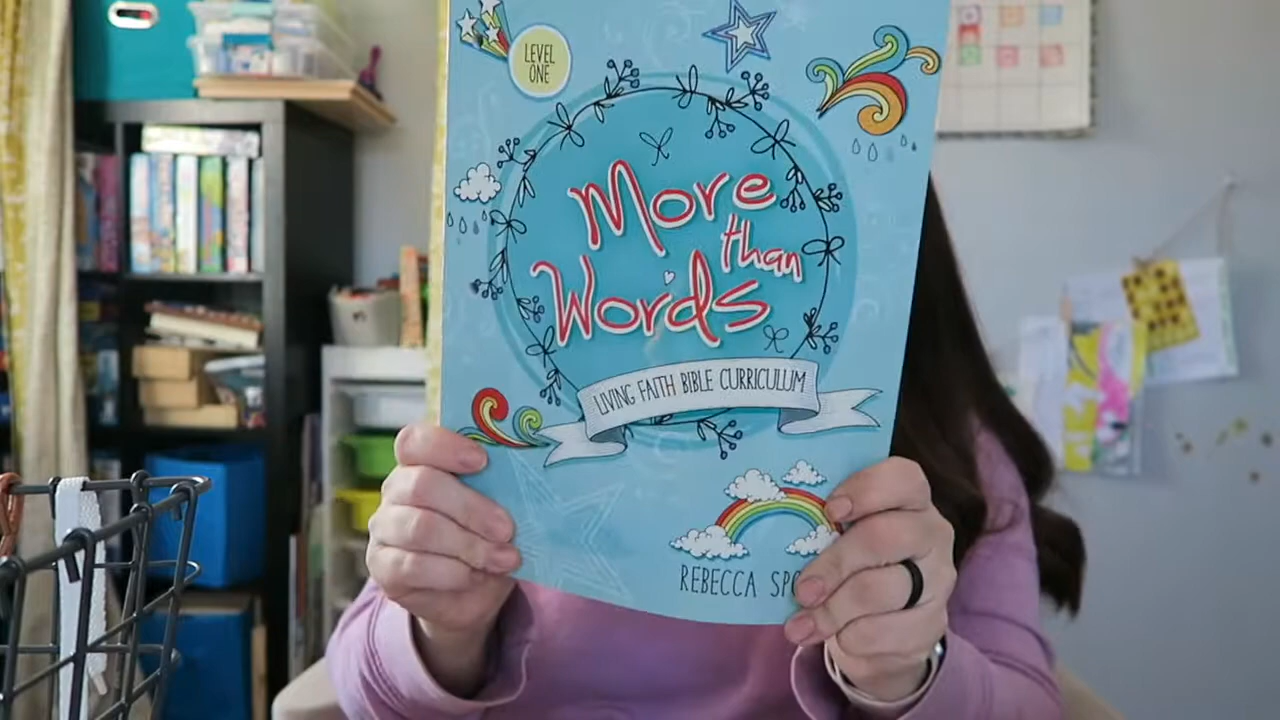 LEVEL
ONE
More
than
Words
LIVING FAITH BIBLE CURRICULUM
REBECCA